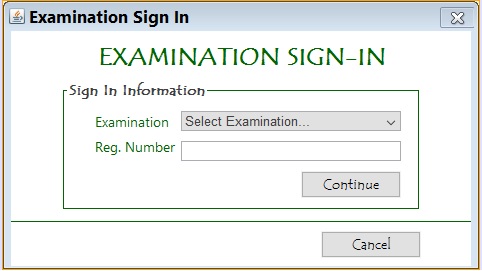 Examination Sign In
EXAMINATION SIGN-IN
Sign In Information
Examination Select Examination...
Reg. Number
Continue
Cancel